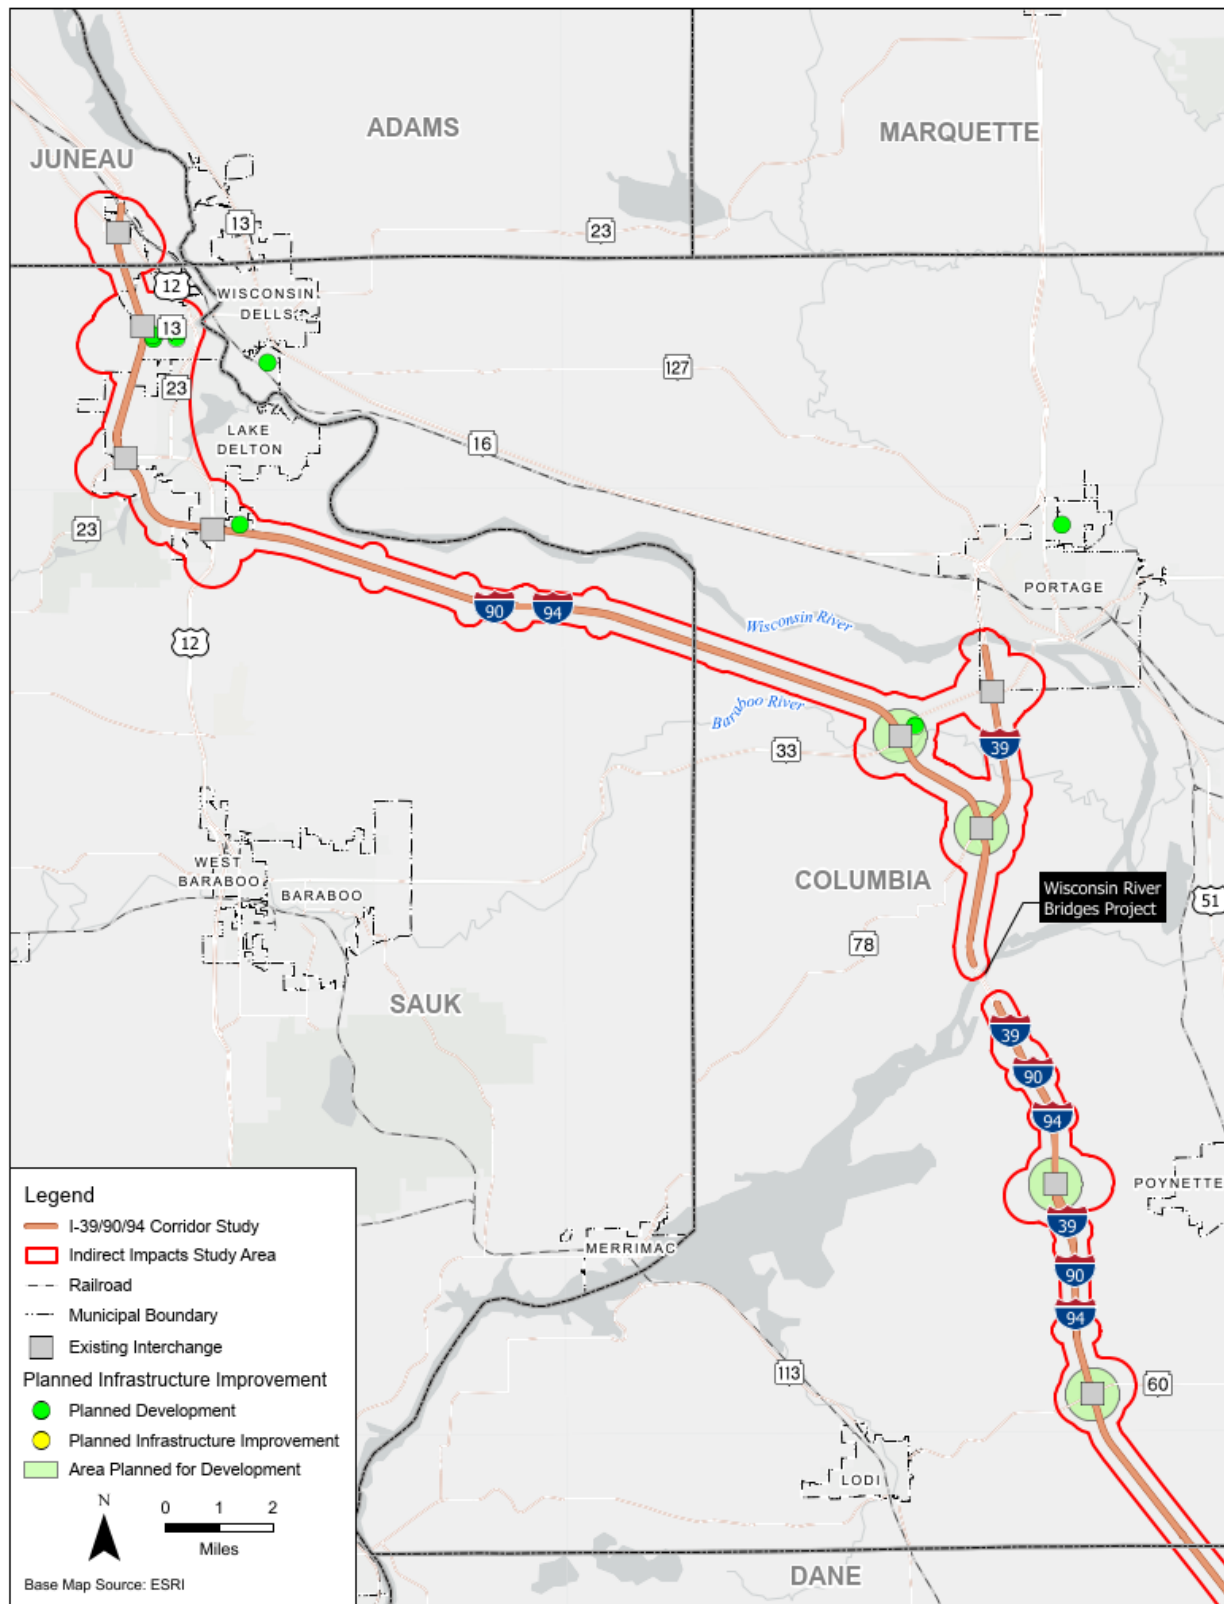 ADAMS
MARQUETTE
JUNEAU
13
23
12
WISCONSIN
DELLS
13
127
23
LAKE
DELTON
16
23
PORTAGE
90
94
Wisconsin River
12
Baraboo River
33
39
WEST
BARABOO
BARABOO
COLUMBIA
Wisconsin River
Bridges Project
51
78
SAUK
39
90
94
POYNETTE
39
MERRIMAC
90
94
113
60
LODI
DANE
Legend
I-39/90/94 Corridor Study
Indirect Impacts Study Area
Railroad
Municipal Boundary
Existing Interchange
Planned Infrastructure Improvement
Planned Development
Planned Infrastructure Improvement
Area Planned for Development
N
0 1 2
Miles
Base Map Source: ESRI